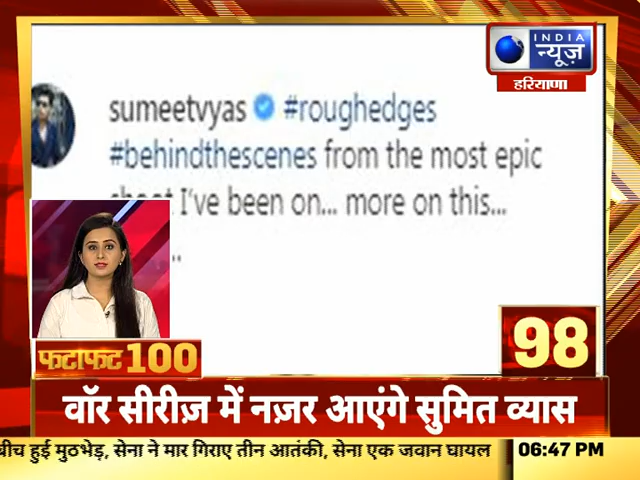 INDIA
न्यूज़
हरियाणा
sumeetvyas #roughedges
#behindthescenes from the most epic
shoot I've been on... more on this...
फटाफट 100
98
वॉर सीरीज़ में नज़र आएंगे सुमित व्यास
बीच हुई मुठभेड़, सेना ने मार गिराए तीन आतंकी, सेना एक जवान घायल
06:47 PM